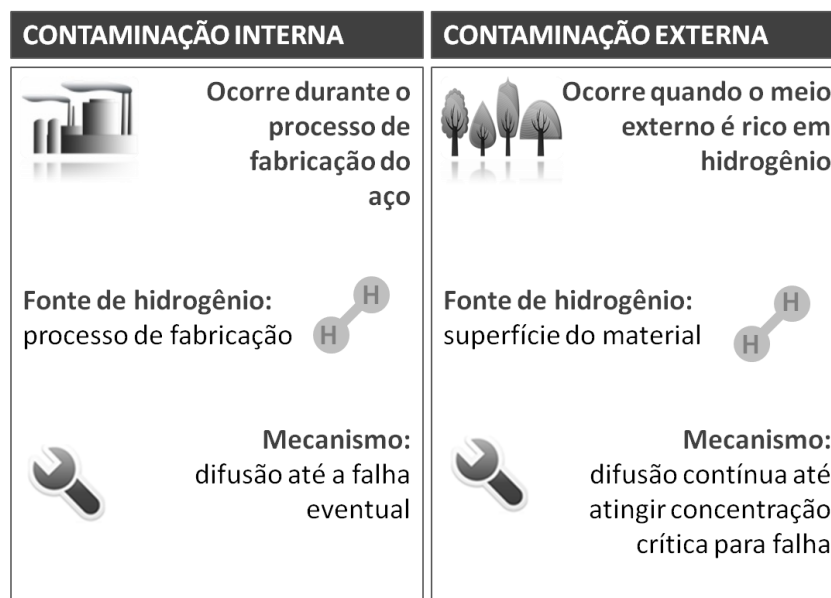 CONTAMINAÇÃO INTERNA
Ocorre durante o
processo de
fabricação do
aço
Fonte de hidrogênio:
processo de fabricação
H
H
Mecanismo:
difusão até a falha
eventual
CONTAMINAÇÃO EXTERNA
Ocorre quando o meio
externo é rico em
hidrogênio
Fonte de hidrogênio:
superfície do material
H
H
Mecanismo:
difusão contínua até
atingir concentração
crítica para falha